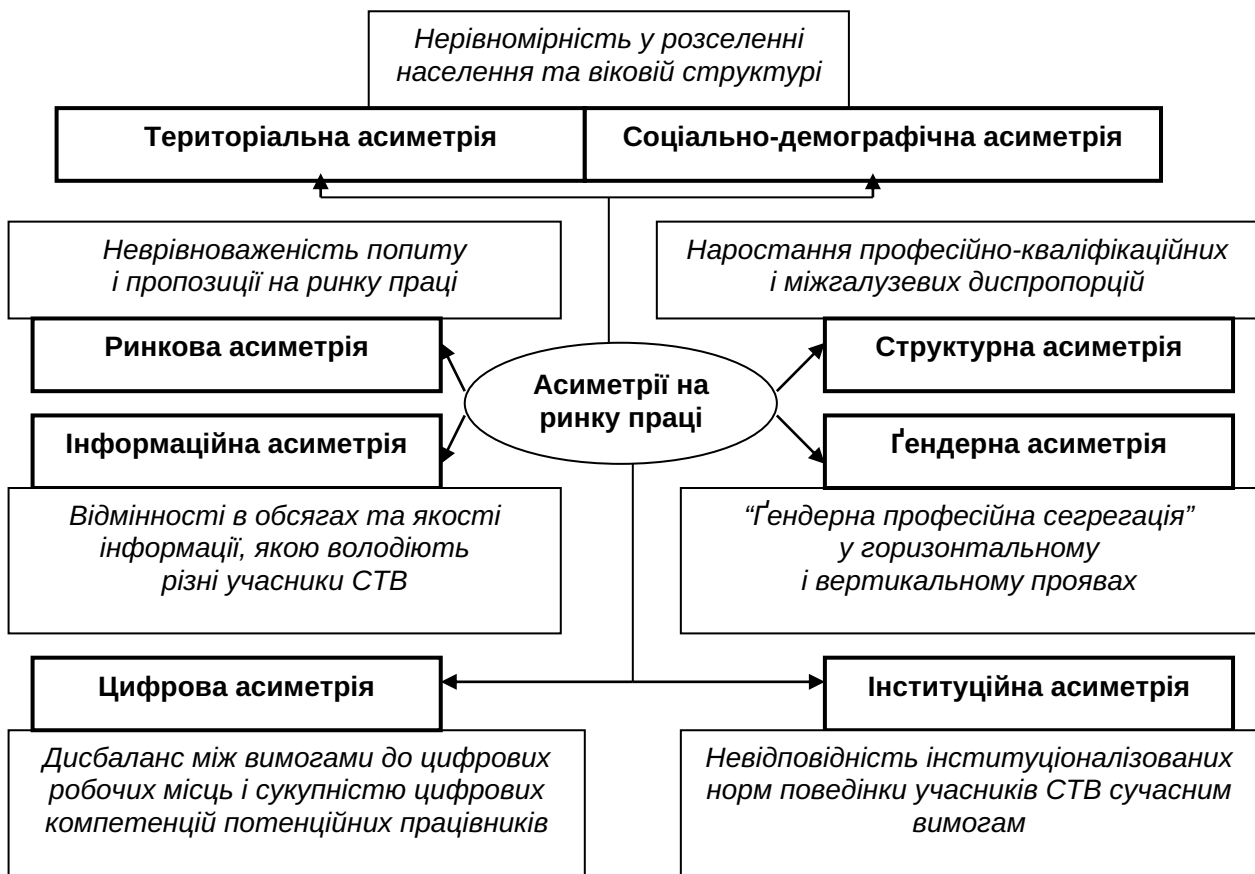 Нерівномірність у розселенні
населення та віковій структурі
Територіальна асиметрія
Соціально-демографічна асиметрія
Неврівноваженість попиту
і пропозиції на ринку праці
Наростання професійно-кваліфікаційних
і міжгалузевих диспропорцій
Ринкова асиметрія
Структурна асиметрія
Асиметрії на
ринку праці
Інформаційна асиметрія
Ґендерна асиметрія
Відмінності в обсягах та якості
інформації, якою володіють
різні учасники СТВ
“Ґендерна професійна сегрегація”
у горизонтальному
і вертикальному проявах
Цифрова асиметрія
Інституційна асиметрія
Дисбаланс між вимогами до цифрових
робочих місць і сукупністю цифрових
компетенцій потенційних працівників
Невідповідність інституціоналізованих
норм поведінки учасників СТВ сучасним
вимогам